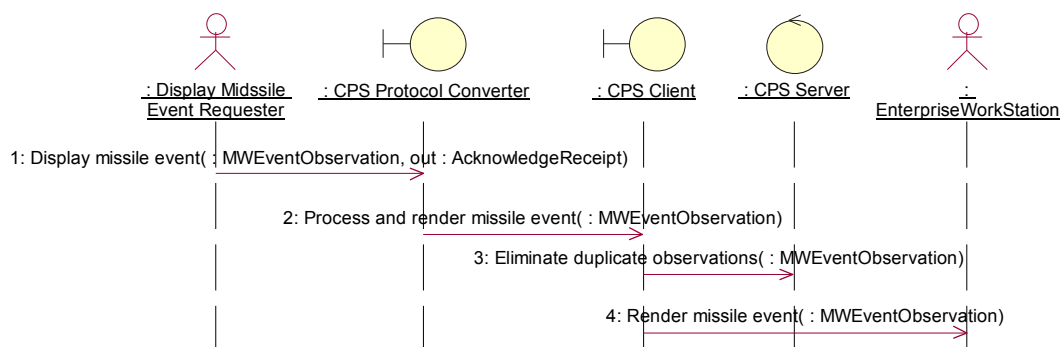 : Display Midssile
Event Requester
: CPS Protocol Converter
: CPS Client
: CPS Server
:
EnterpriseWorkStation
1: Display missile event( : MWEventObservation, out : AcknowledgeReceipt)
2: Process and render missile event( : MWEventObservation)
3: Eliminate duplicate observations( : MWEventObservation)
4: Render missile event( : MWEventObservation)